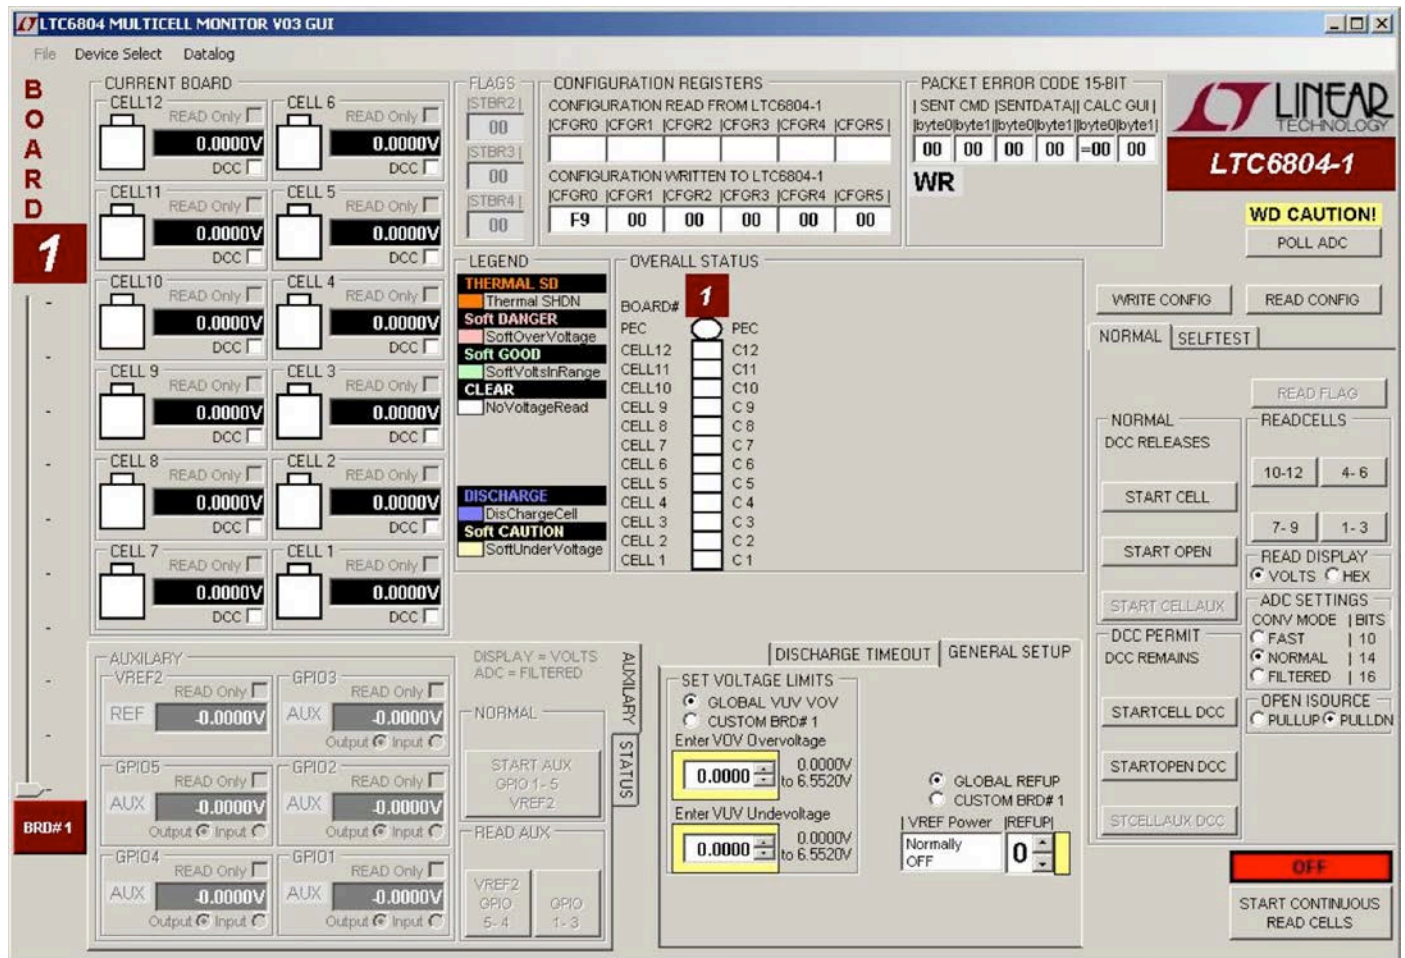 LTC6804 MULTICELL MONITOR V03 GUI
File Device Select Datalog
BOARD
1
BRD# 1
CURRENT BOARD
CELL12 READ Only
0.0000V
DCC
CELL 6 READ Only
0.0000V
DCC
CELL11 READ Only
0.0000V
DCC
CELL 5 READ Only
0.0000V
DCC
CELL10 READ Only
0.0000V
DCC
CELL 4 READ Only
0.0000V
DCC
CELL 9 READ Only
0.0000V
DCC
CELL 3 READ Only
0.0000V
DCC
CELL 8 READ Only
0.0000V
DCC
CELL 2 READ Only
0.0000V
DCC
CELL 7 READ Only
0.0000V
DCC
CELL 1 READ Only
0.0000V
DCC
FLAGS
|STBR2|
00
|STBR3|
00
|STBR4|
00
CONFIGURATION REGISTERS
CONFIGURATION READ FROM LTC6804-1
|CFGR0 |CFGR1 |CFGR2 |CFGR3 |CFGR4 |CFGR5|
CONFIGURATION WRITTEN TO LTC6804-1
|CFGR0 |CFGR1 |CFGR2 |CFGR3 |CFGR4 |CFGR5|
F9 00 00 00 00 00
PACKET ERROR CODE 15-BIT
| SENT CMD |SENTDATA|| CALC GUI |
|byte0|byte1||byte0|byte1||byte0|byte1|
00 00 00 00 =00 00
WR
LINEAR
TECHNOLOGY
LTC6804-1
WD CAUTION!
POLL ADC
WRITE CONFIG
READ CONFIG
LEGEND
THERMAL SD
Thermal SHDN
Soft DANGER
SoftOverVoltage
Soft GOOD
SoftVoltsInRange
CLEAR
NoVoltageRead
DISCHARGE
DisChargeCell
Soft CAUTION
SoftUnderVoltage
OVERALL STATUS
BOARD# 1
PEC PEC
CELL12 C12
CELL11 C11
CELL10 C10
CELL 9 C 9
CELL 8 C 8
CELL 7 C 7
CELL 6 C 6
CELL 5 C 5
CELL 4 C 4
CELL 3 C 3
CELL 2 C 2
CELL 1 C 1
NORMAL SELFTEST
READ FLAG
NORMAL
DCC RELEASES
START CELL
START OPEN
START CELLAUX
READCELLS
10-12 4- 6
7- 9 1- 3
READ DISPLAY
VOLTS HEX
ADC SETTINGS
CONV MODE | BITS
FAST | 10
NORMAL | 14
FILTERED | 16
OPEN ISOURCE
PULLUP PULLDN
DCC PERMIT
DCC REMAINS
STARTCELL DCC
STARTOPEN DCC
STCELLAUX DCC
OFF
START CONTINUOUS
READ CELLS
AUXILARY
VREF2
READ Only
REF -0.0000V
GPIO3
READ Only
AUX -0.0000V
Output Input
GPIO5
READ Only
AUX -0.0000V
Output Input
GPIO2
READ Only
AUX -0.0000V
Output Input
GPIO4
READ Only
AUX -0.0000V
Output Input
GPIO1
READ Only
AUX -0.0000V
Output Input
DISPLAY = VOLTS
ADC = FILTERED
NORMAL
START AUX
GPIO 1- 5
VREF2
READ AUX
VREF2
GPIO
5- 4
GPIO
1- 3
AUXILARY
STATUS
DISCHARGE TIMEOUT GENERAL SETUP
SET VOLTAGE LIMITS
GLOBAL VUV VOV
CUSTOM BRD# 1
Enter VOV Overvoltage
0.0000 0.0000V
to 6.5520V
Enter VUV Undevoltage
0.0000 0.0000V
to 6.5520V
GLOBAL REFUP
CUSTOM BRD# 1
| VREF Power |REFUP|
Normally
OFF
0